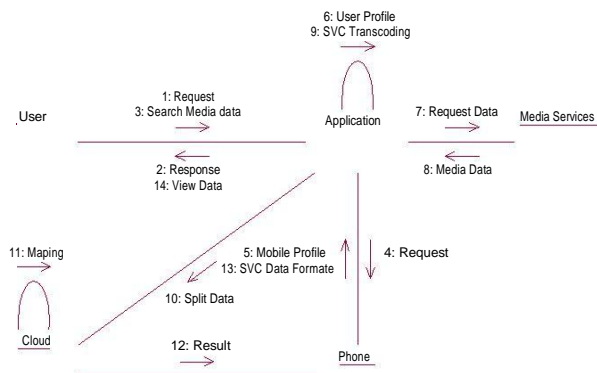 6: User Profile
9: SVC Transcoding
1: Request
3: Search Media data
User
Application
7: Request Data
Media Services
2: Response
14: View Data
8: Media Data
11: Maping
5: Mobile Profile
13: SVC Data Formate
4: Request
10: Split Data
Cloud
12: Result
Phone